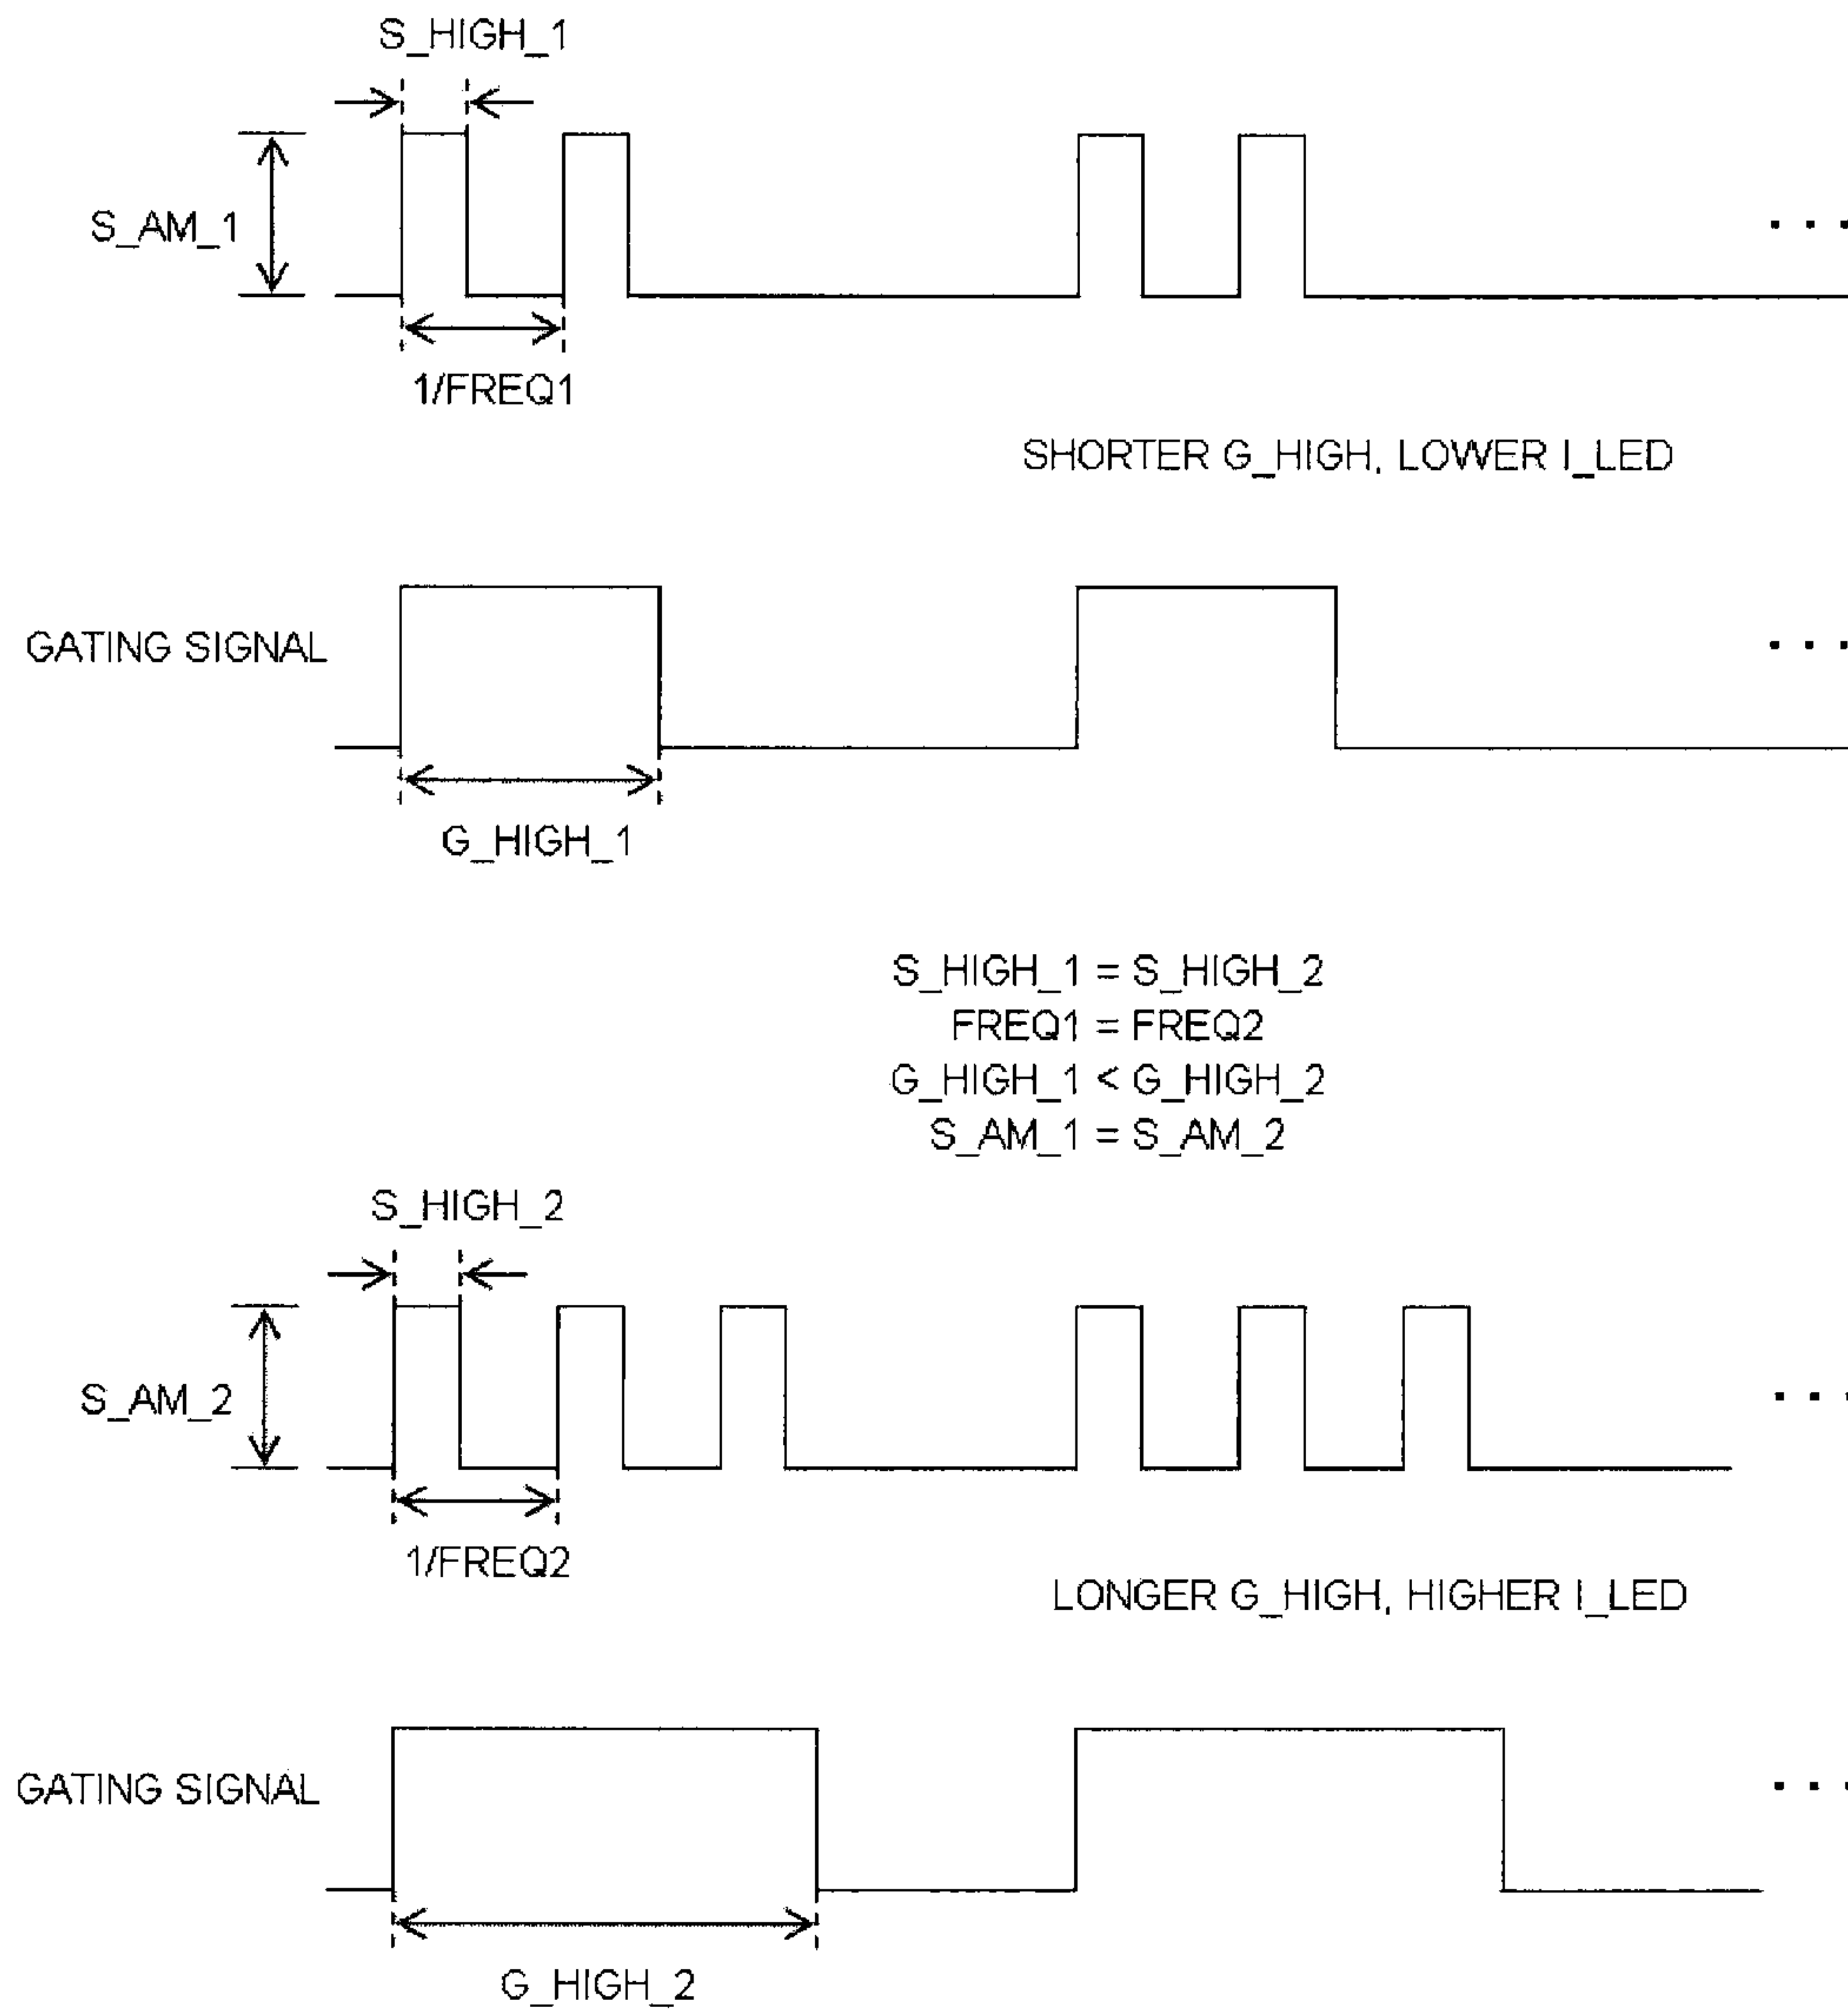 S_HIGH_1
S_AM_1
. . .
1/FREQ1
SHORTER G_HIGH, LOWER I_LED
GATING SIGNAL
. . .
G_HIGH_1
S_HIGH_1 = S_HIGH_2
FREQ1 = FREQ2
G_HIGH_1 < G_HIGH_2
S_AM_1 = S_AM_2
S_HIGH_2
S_AM_2
. . .
1/FREQ2
LONGER G_HIGH, HIGHER I_LED
GATING SIGNAL
. . .
G_HIGH_2